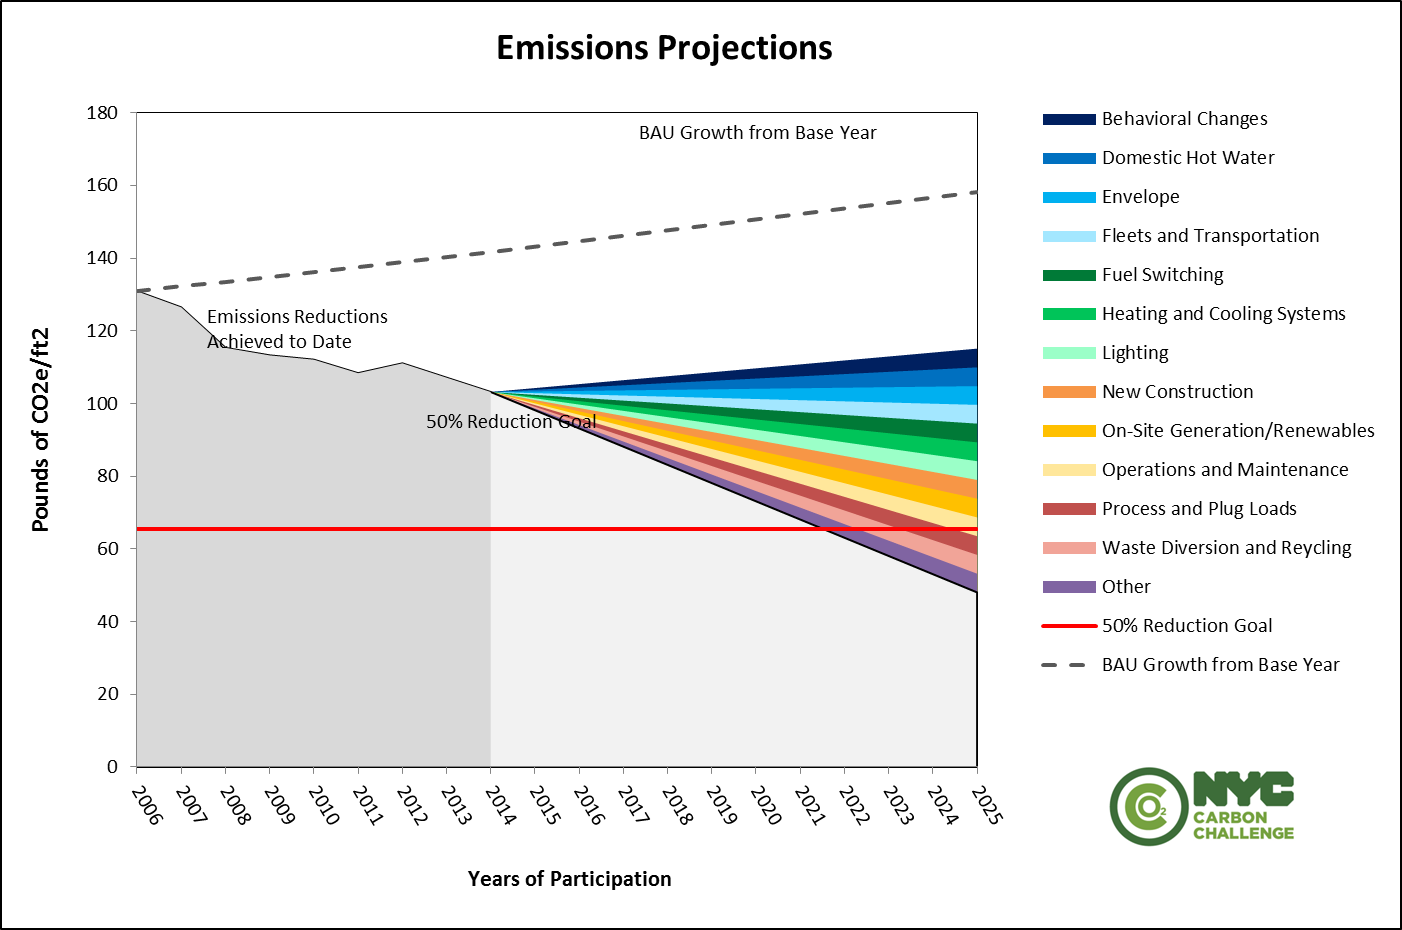 Emissions Projections
180
160
140
120
100
80
60
40
20
0
Pounds of CO2e/ft2
BAU Growth from Base Year
Emissions Reductions
Achieved to Date
50% Reduction Goal
2006
2007
2008
2009
2010
2011
2012
2013
2014
2015
2016
2017
2018
2019
2020
2021
2022
2023
2024
2025
Years of Participation
Behavioral Changes
Domestic Hot Water
Envelope
Fleets and Transportation
Fuel Switching
Heating and Cooling Systems
Lighting
New Construction
On-Site Generation/Renewables
Operations and Maintenance
Process and Plug Loads
Waste Diversion and Reycling
Other
50% Reduction Goal
BAU Growth from Base Year
CO2
NYC
CARBON
CHALLENGE